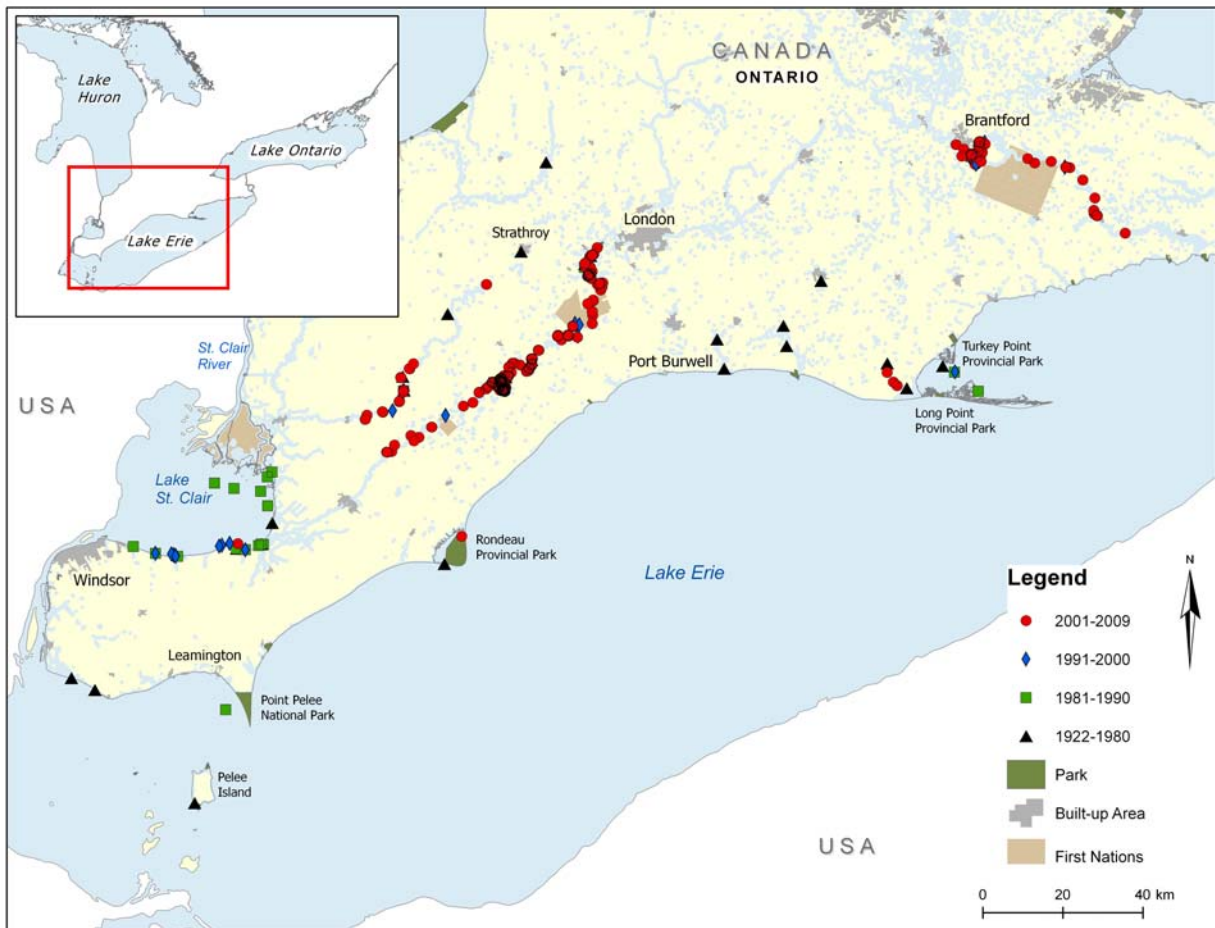 Lake
Huron
Lake Ontario
Lake Erie
CANADA
ONTARIO
Brantford
London
Strathroy
St. Clair
River
USA
Port Burwell
Turkey Point
Provincial Park
Long Point
Provincial Park
Lake
St. Clair
Rondeau
Provincial Park
Windsor
Lake Erie
Leamington
Point Pelee
National Park
Pelee
Island
USA
N
Legend
2001-2009
1991-2000
1981-1990
1922-1980
Park
Built-up Area
First Nations
0 20 40 km